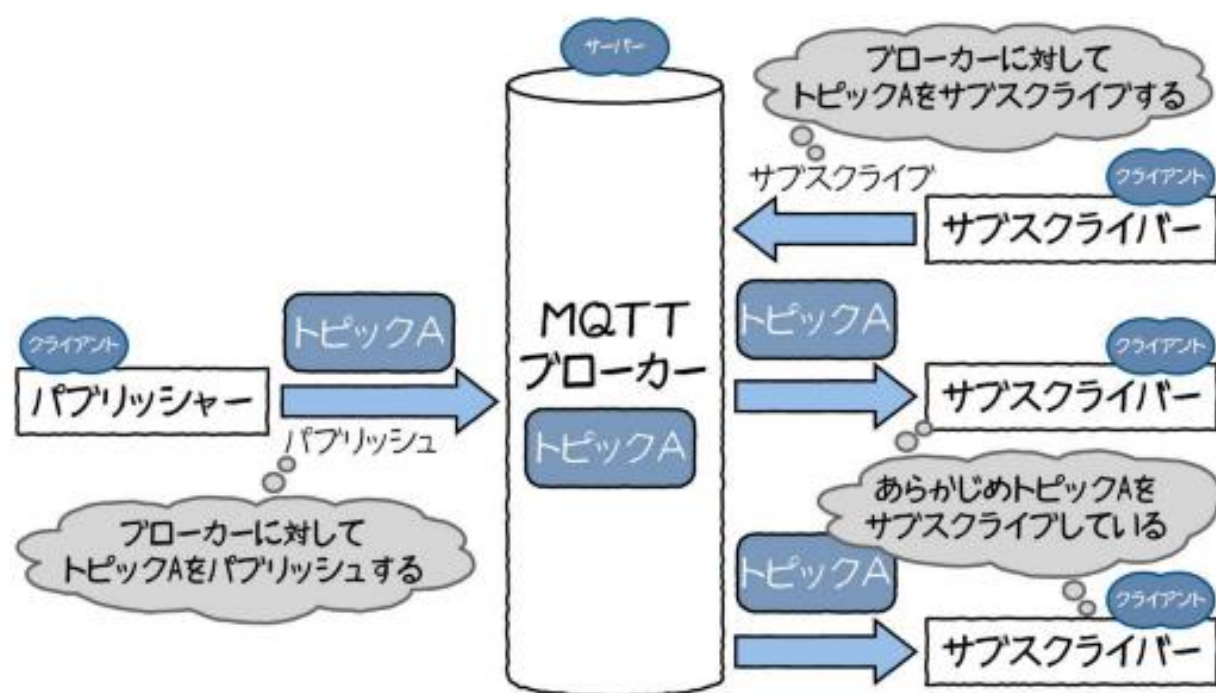 サーバー
ブローカーに対して
トピックAをサブスクライブする
サブスクライブ
クライアント
サブスクライバー
クライアント
パブリッシャー
トピックA
パブリッシュ
ブローカーに対して
トピックAをパブリッシュする
MQTT
ブローカー
トピックA
トピックA
クライアント
サブスクライバー
あらかじめトピックAを
サブスクライブしている
トピックA
クライアント
サブスクライバー